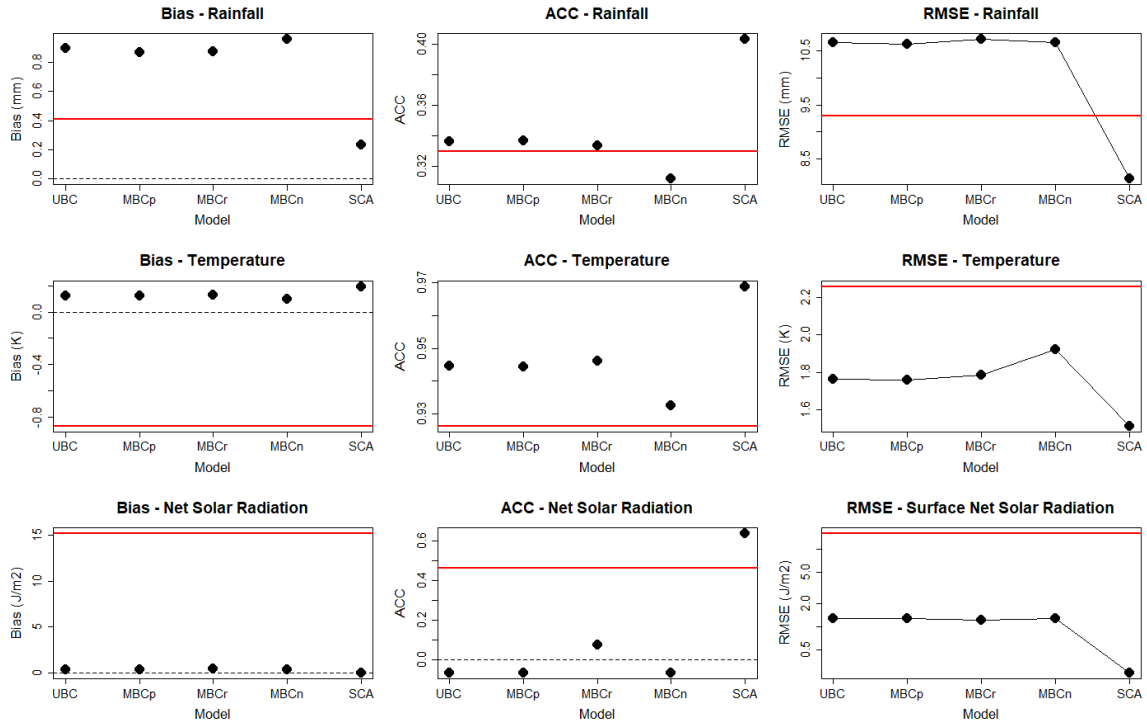 Bias - Rainfall
Bias (mm)
0.0 0.2 0.4 0.6 0.8
UBC MBCp MBCr MBCn SCA
Model
ACC - Rainfall
ACC
0.32 0.36 0.40
UBC MBCp MBCr MBCn SCA
Model
RMSE - Rainfall
RMSE (mm)
8.5 9.5 10.5
UBC MBCp MBCr MBCn SCA
Model
Bias - Temperature
Bias (K)
-0.8 -0.4 0.0
UBC MBCp MBCr MBCn SCA
Model
ACC - Temperature
ACC
0.93 0.95 0.97
UBC MBCp MBCr MBCn SCA
Model
RMSE - Temperature
RMSE (K)
1.6 1.8 2.0 2.2
UBC MBCp MBCr MBCn SCA
Model
Bias - Net Solar Radiation
Bias (J/m2)
0 5 10 15
UBC MBCp MBCr MBCn SCA
Model
ACC - Net Solar Radiation
ACC
0.0 0.2 0.4 0.6
UBC MBCp MBCr MBCn SCA
Model
RMSE - Surface Net Solar Radiation
RMSE (J/m2)
0.5 2.0 5.0
UBC MBCp MBCr MBCn SCA
Model